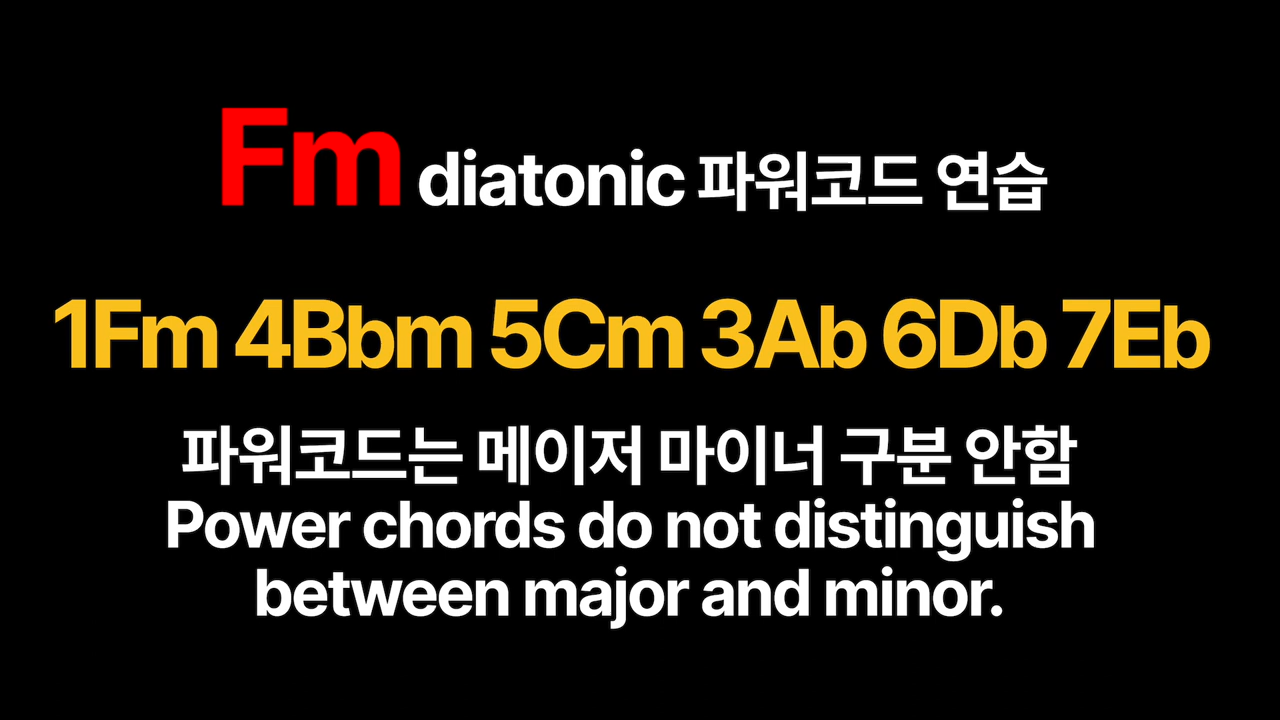 Fm diatonic 파워코드 연습
1Fm 4Bbm 5Cm 3Ab 6Db 7Eb
파워코드는 메이저 마이너 구분 안함
Power chords do not distinguish
between major and minor.